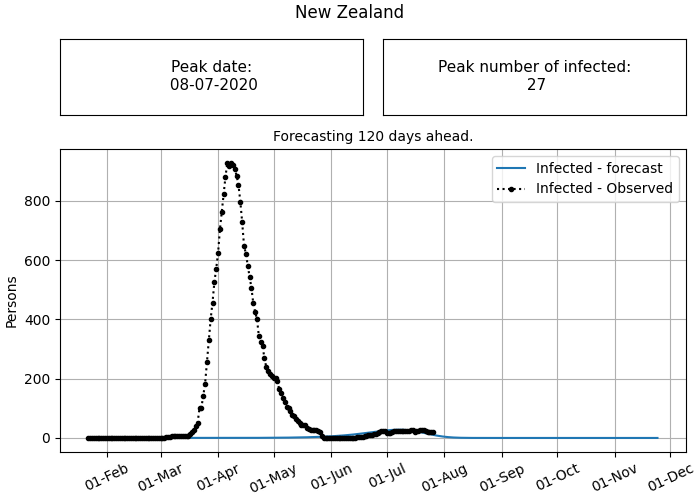 New Zealand
Peak date:
08-07-2020
Peak number of infected:
27
Forecasting 120 days ahead.
Infected - forecast
Infected - Observed
Persons
800
600
400
200
0
01-Feb
01-Mar
01-Apr
01-May
01-Jun
01-Jul
01-Aug
01-Sep
01-Oct
01-Nov
01-Dec